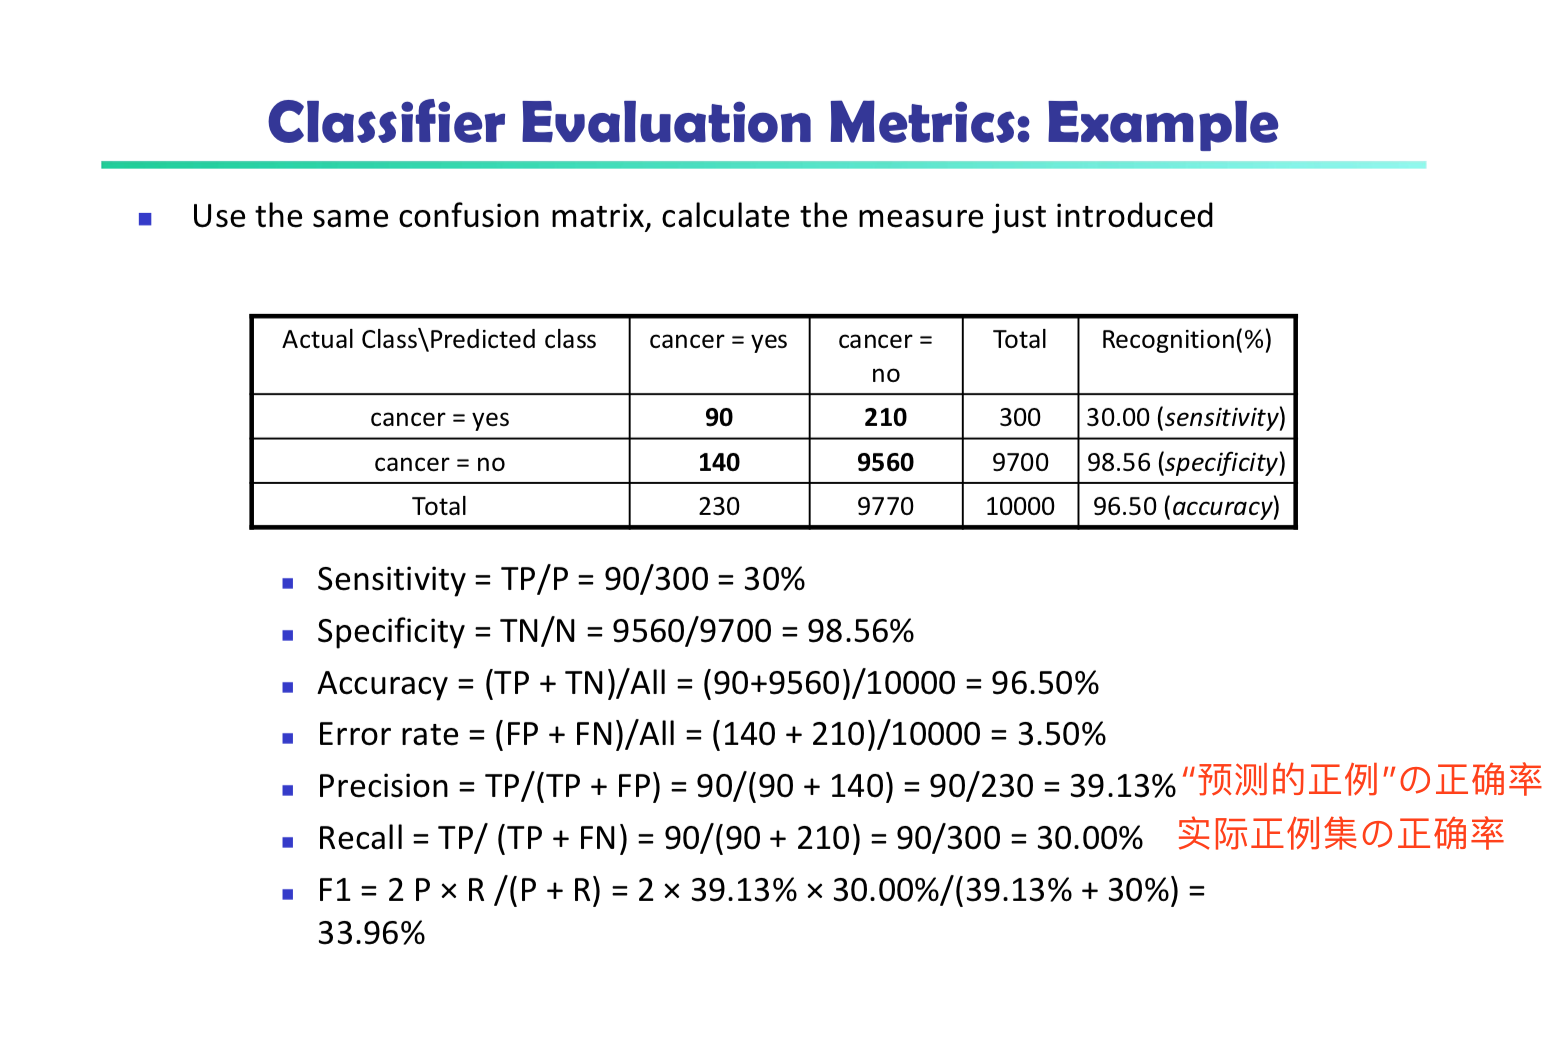 Classifier Evaluation Metrics: Example
Use the same confusion matrix, calculate the measure just introduced
Actual Class\Predicted class cancer = yes cancer = no Total Recognition(%)
cancer = yes 90 210 300 30.00 (sensitivity)
cancer = no 140 9560 9700 98.56 (specificity)
Total 230 9770 10000 96.50 (accuracy)
Sensitivity = TP/P = 90/300 = 30%
Specificity = TN/N = 9560/9700 = 98.56%
Accuracy = (TP + TN)/All = (90+9560)/10000 = 96.50%
Error rate = (FP + FN)/All = (140 + 210)/10000 = 3.50%
Precision = TP/(TP + FP) = 90/(90 + 140) = 90/230 = 39.13% “预测的正例”の正确率
Recall = TP/ (TP + FN) = 90/(90 + 210) = 90/300 = 30.00% 实际正例集の正确率
F1 = 2 P × R /(P + R) = 2 × 39.13% × 30.00%/(39.13% + 30%) =
33.96%